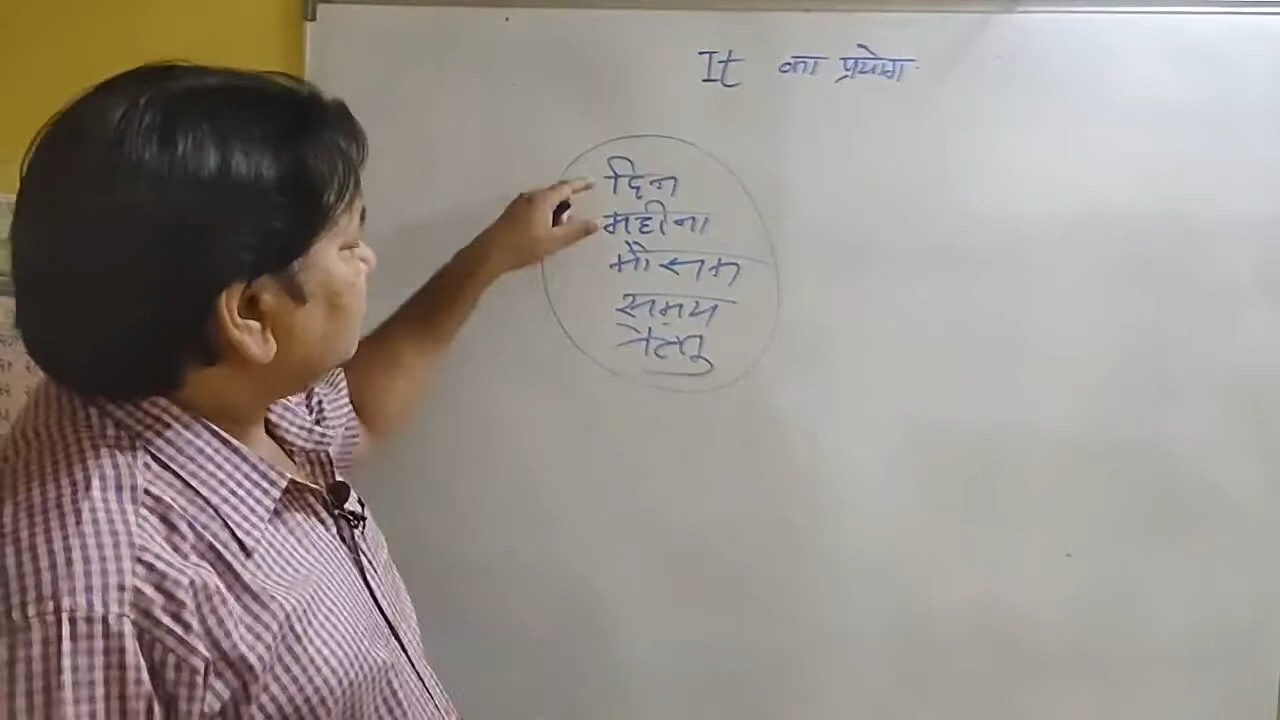 It का प्रयोग
दिन
महीना
मौसम
समय